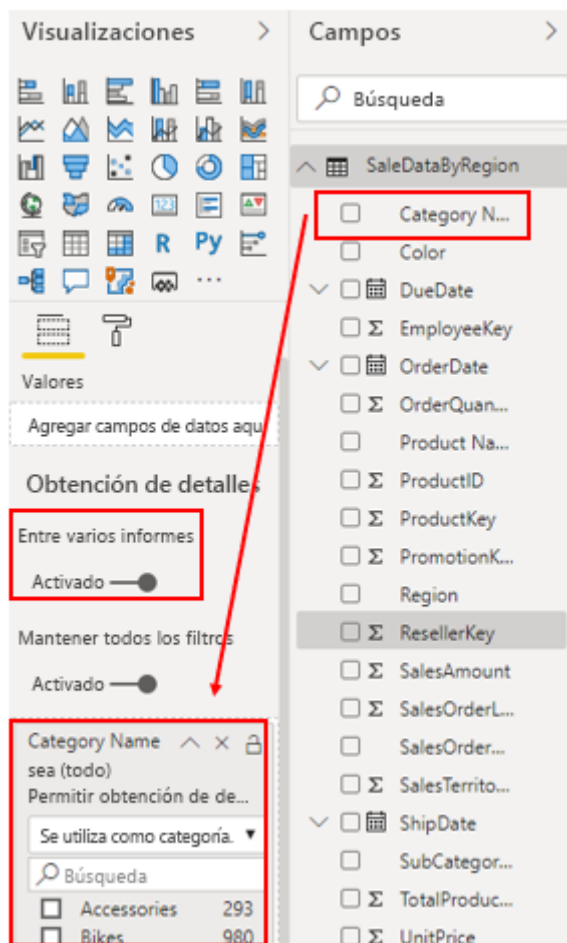 Visualizaciones
123
R
Py
Valores
Agregar campos de datos aqu
Obtención de detalles
Entre varios informes
Activado
Mantener todos los filtros
Activado
Category Name
sea (todo)
Permitir obtención de de...
Se utiliza como categoría.
Búsqueda
Accessories 293
Bikes 980
Campos
Búsqueda
SaleDataByRegion
Category N...
Color
DueDate
Σ EmployeeKey
OrderDate
Σ OrderQuan...
Product Na...
Σ ProductID
Σ ProductKey
Σ PromotionK...
Region
Σ ResellerKey
Σ SalesAmount
Σ SalesOrderL...
SalesOrder...
Σ SalesTerrito...
ShipDate
SubCategor...
Σ TotalProduc...
Σ UnitPrice